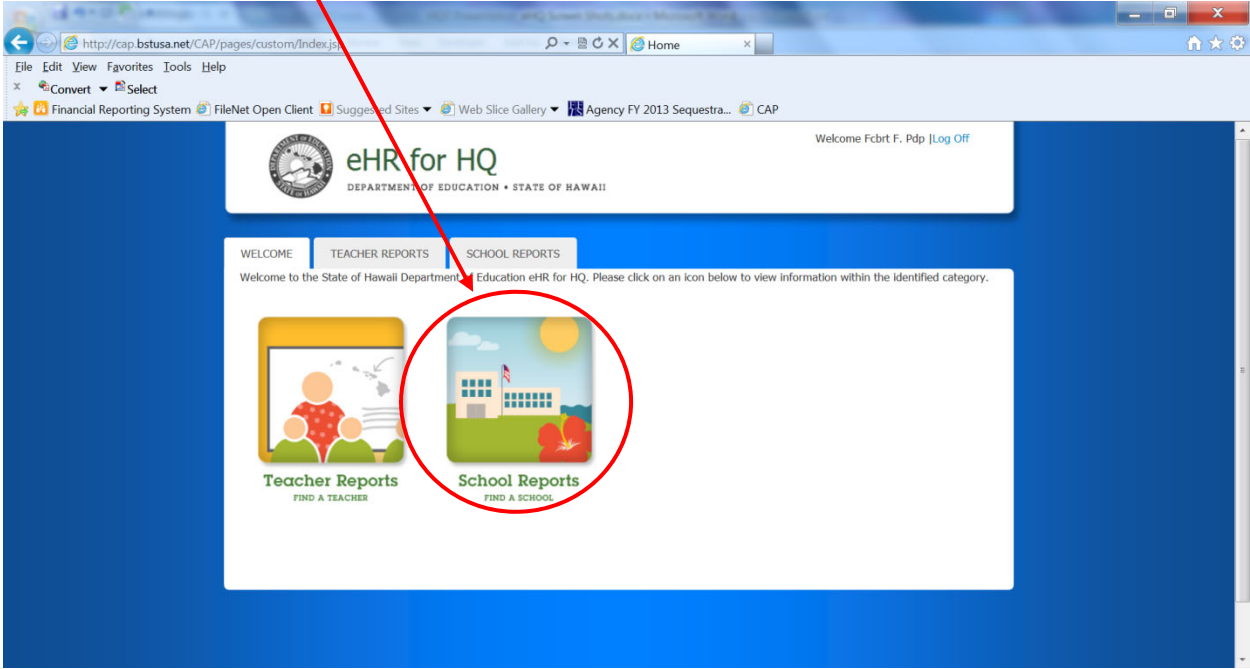 http://cap.bstusa.net/CAP/pages/custom/Index.jsp
Home
File Edit View Favorites Tools Help
x Convert Select
Financial Reporting System FileNet Open Client Suggested Sites Web Slice Gallery Agency FY 2013 Sequestra... CAP
Welcome Fcbrt F. Pdp |Log Off
eHR for HQ
DEPARTMENT OF EDUCATION • STATE OF HAWAII
WELCOME TEACHER REPORTS SCHOOL REPORTS
Welcome to the State of Hawaii Department of Education eHR for HQ. Please click on an icon below to view information within the identified category.
Teacher Reports School Reports
FIND A TEACHER FIND A SCHOOL